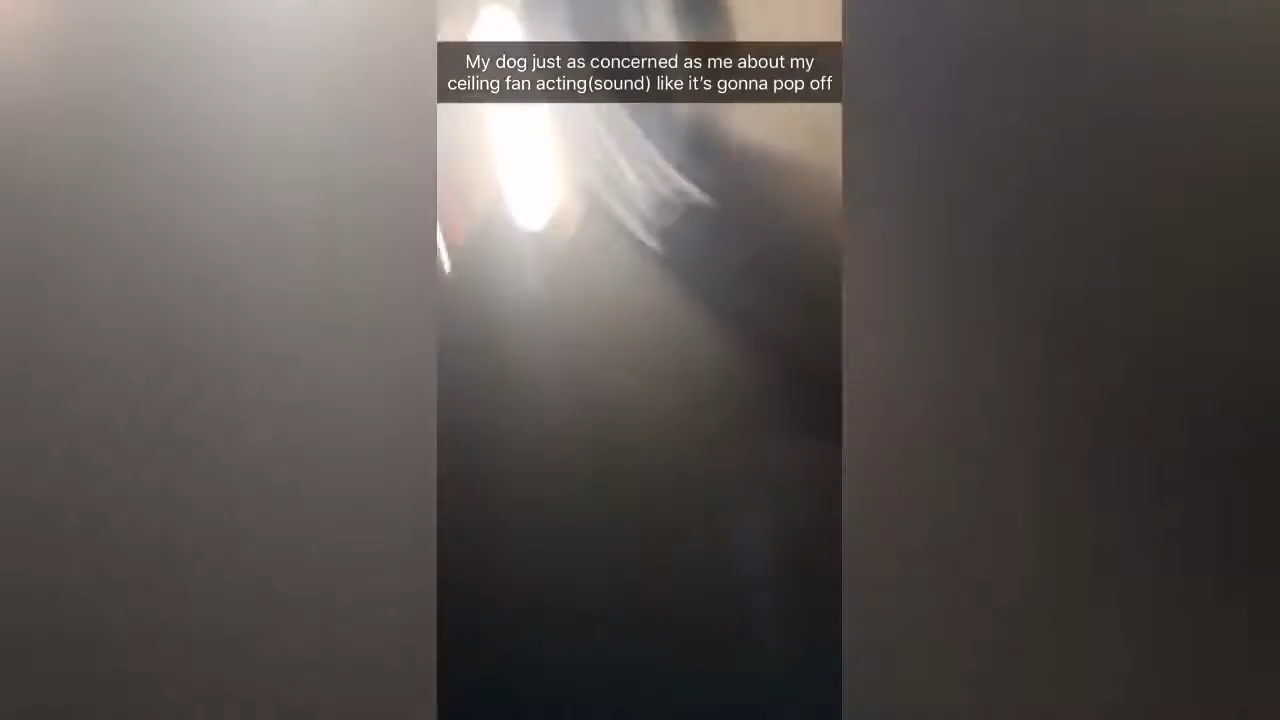 My dog just as concerned as me about my
ceiling fan acting(sound) like it's gonna pop off